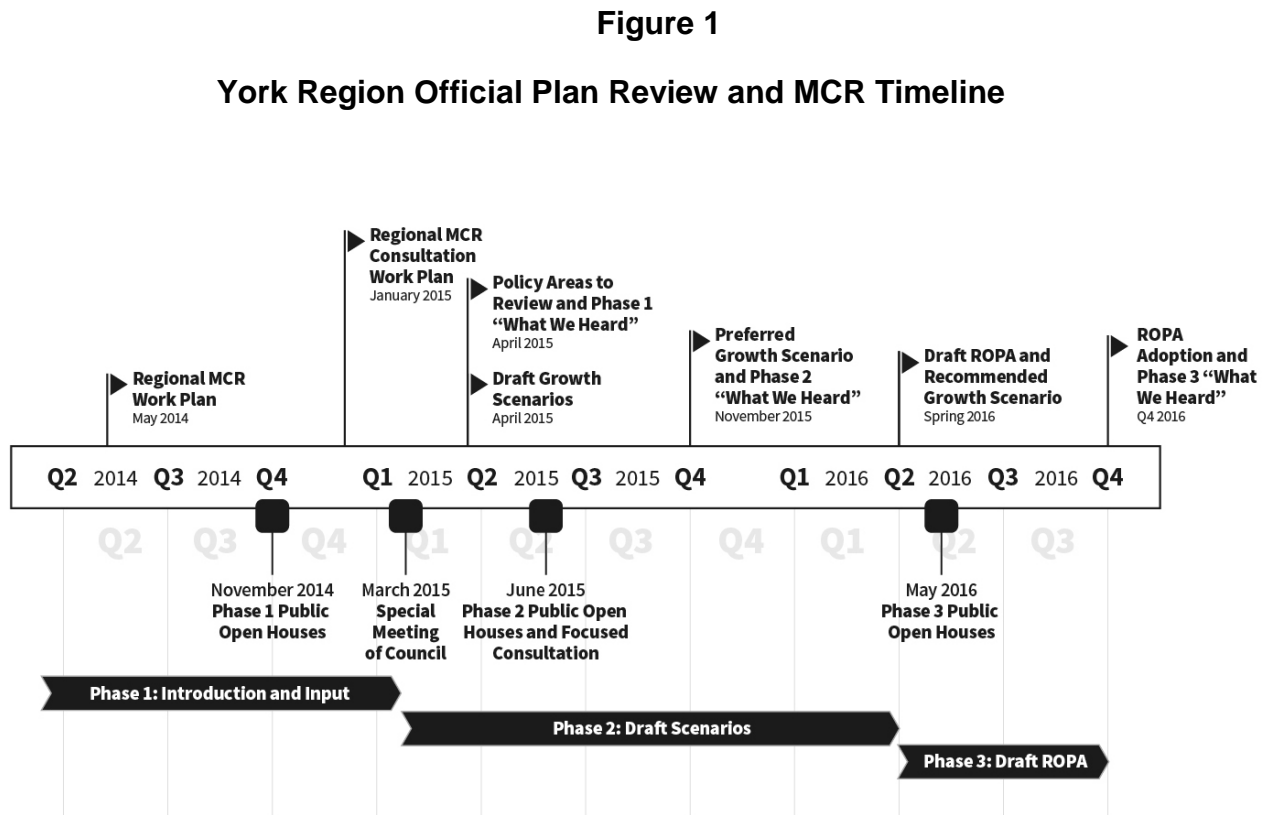 Figure 1
York Region Official Plan Review and MCR Timeline
Regional MCR
Consultation
Work Plan
January 2015
Policy Areas to
Review and Phase 1
“What We Heard”
April 2015
Preferred
Growth Scenario
and Phase 2
“What We Heard”
November 2015
ROPA
Adoption and
Phase 3 “What
We Heard”
Q4 2016
Draft ROPA and
Recommended
Growth Scenario
Spring 2016
Regional MCR
Work Plan
May 2014
Draft Growth
Scenarios
April 2015
Q2 2014 Q3 2014 Q4 Q1 2015 Q2 2015 Q3 2015 Q4 Q1 2016 Q2 2016 Q3 2016 Q4
Q2 Q3 Q4 Q1 Q2 Q3 Q4 Q1 Q2 Q3
November 2014
Phase 1 Public
Open Houses
March 2015
Special
Meeting
of Council
June 2015
Phase 2 Public Open
Houses and Focused
Consultation
May 2016
Phase 3 Public
Open Houses
Phase 1: Introduction and Input
Phase 2: Draft Scenarios
Phase 3: Draft ROPA